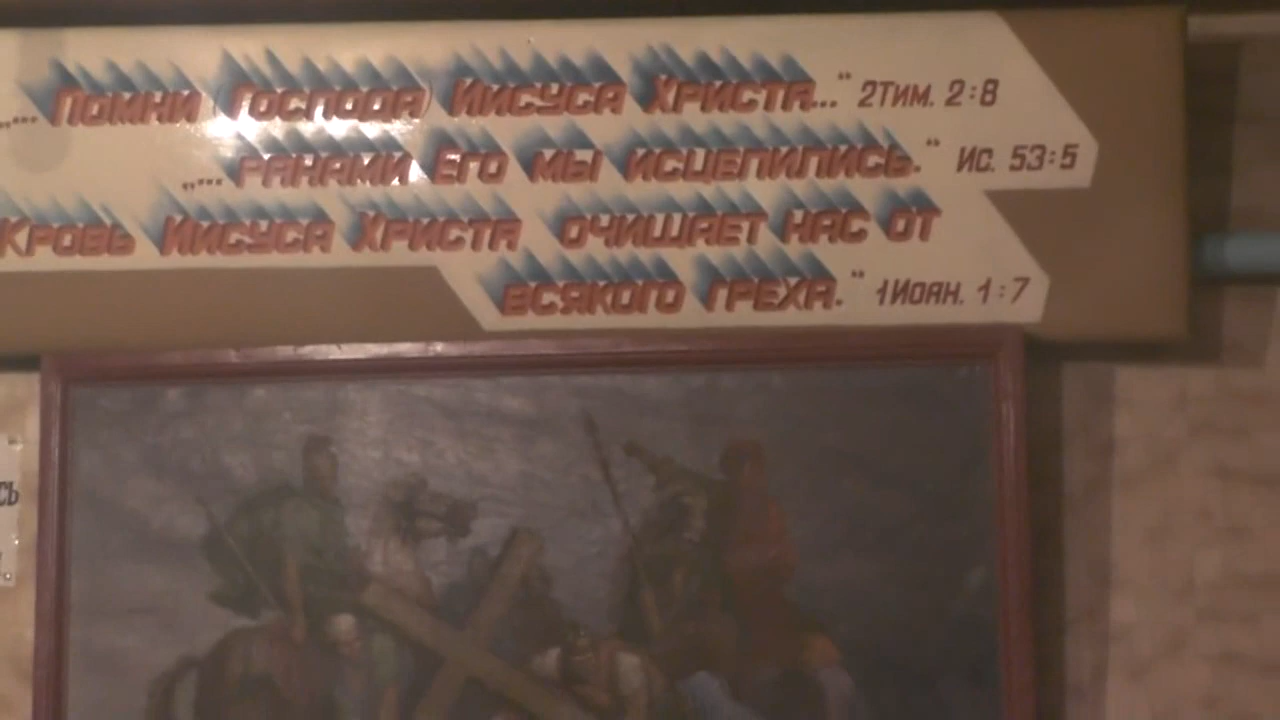 „... Помни (Господа) Иисуса Христа...“ 2Тим. 2:8
„... ранами Его мы исцелились.“ Ис. 53:5
Кровь Иисуса Христа очищает нас от
всякого греха.“ 1Иоан. 1:7
сь